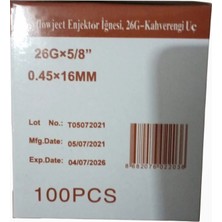 Enjektor İğnesi, 26G-Kahverengi Uç
26G×5/8"
0.45×16MM
Lot No.: T05072021
Mfg.Date: 05/07/2021
Exp.Date: 04/07/2026
100PCS